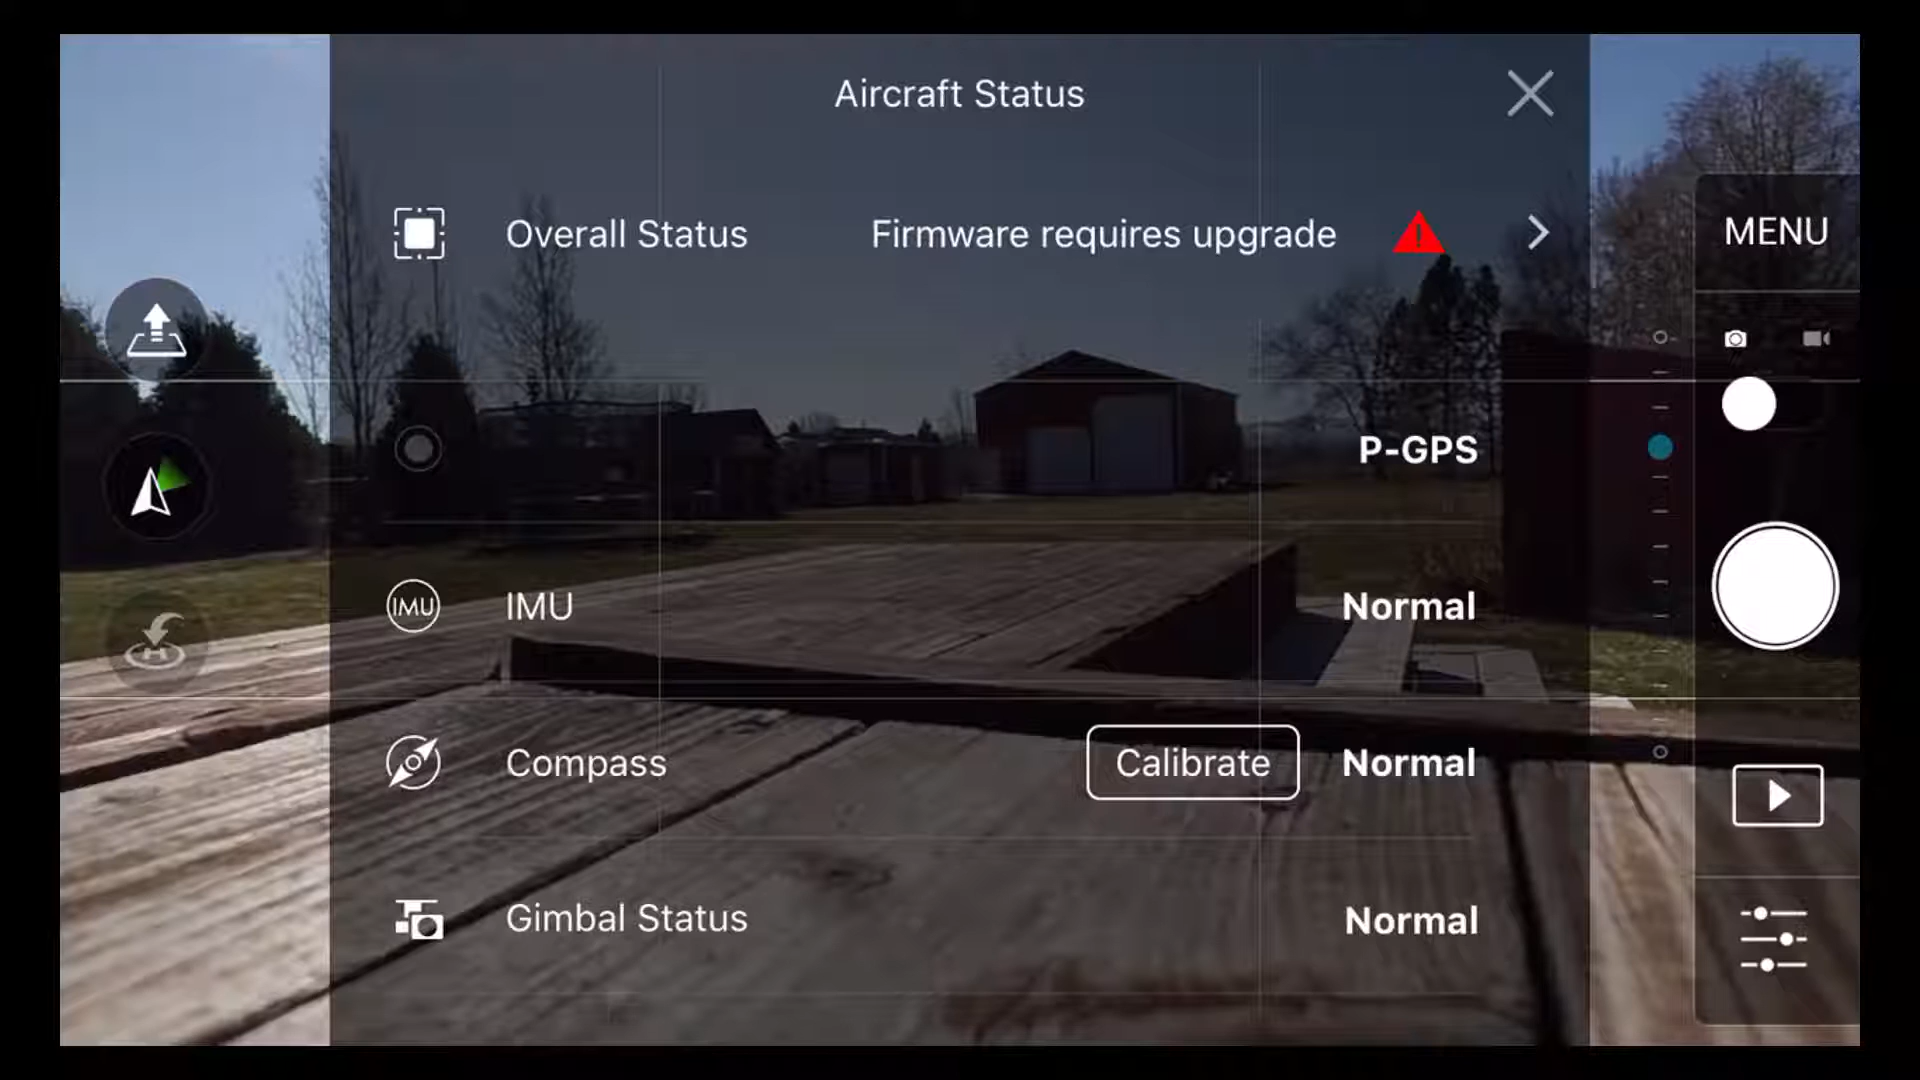 Aircraft Status
Overall Status Firmware requires upgrade
MENU
P-GPS
IMU IMU Normal
Compass Calibrate Normal
Gimbal Status Normal